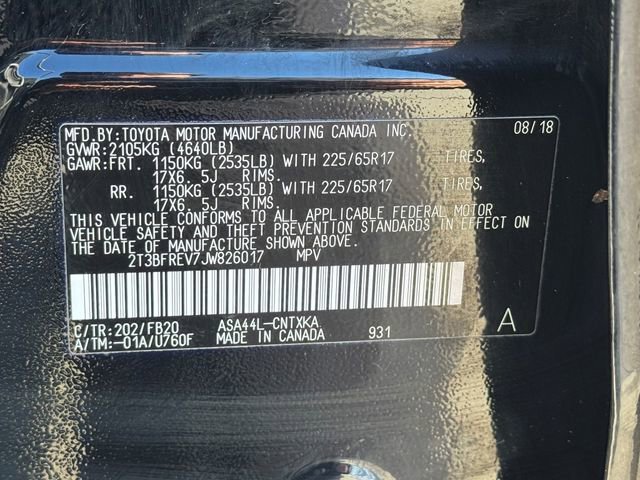 MFD.BY:TOYOTA MOTOR MANUFACTURING CANADA INC. 08/18
GVWR:2105KG (4640LB)
GAWR:FRT. 1150KG (2535LB) WITH 225/65R17 TIRES,
17X6.5J RIMS.
RR. 1150KG (2535LB) WITH 225/65R17 TIRES,
17X6.5J RIMS.
THIS VEHICLE CONFORMS TO ALL APPLICABLE FEDERAL MOTOR
VEHICLE SAFETY AND THEFT PREVENTION STANDARDS IN EFFECT ON
THE DATE OF MANUFACTURE SHOWN ABOVE.
2T3BFREV7JW826017 MPV
C/TR:202/FB20 ASA44L-CNTXKA A
A/TM:-01A/U760F MADE IN CANADA 931